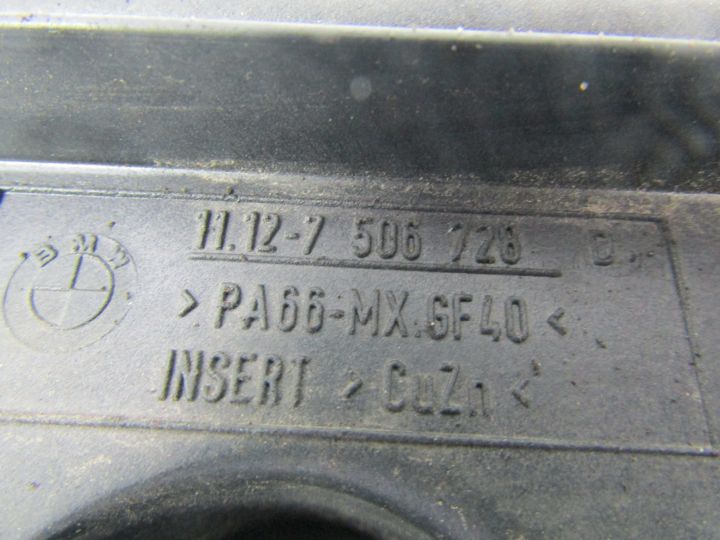 BMW
11.12-7 506 728
>PA66-MX.GF40<
INSERT >CuZn<